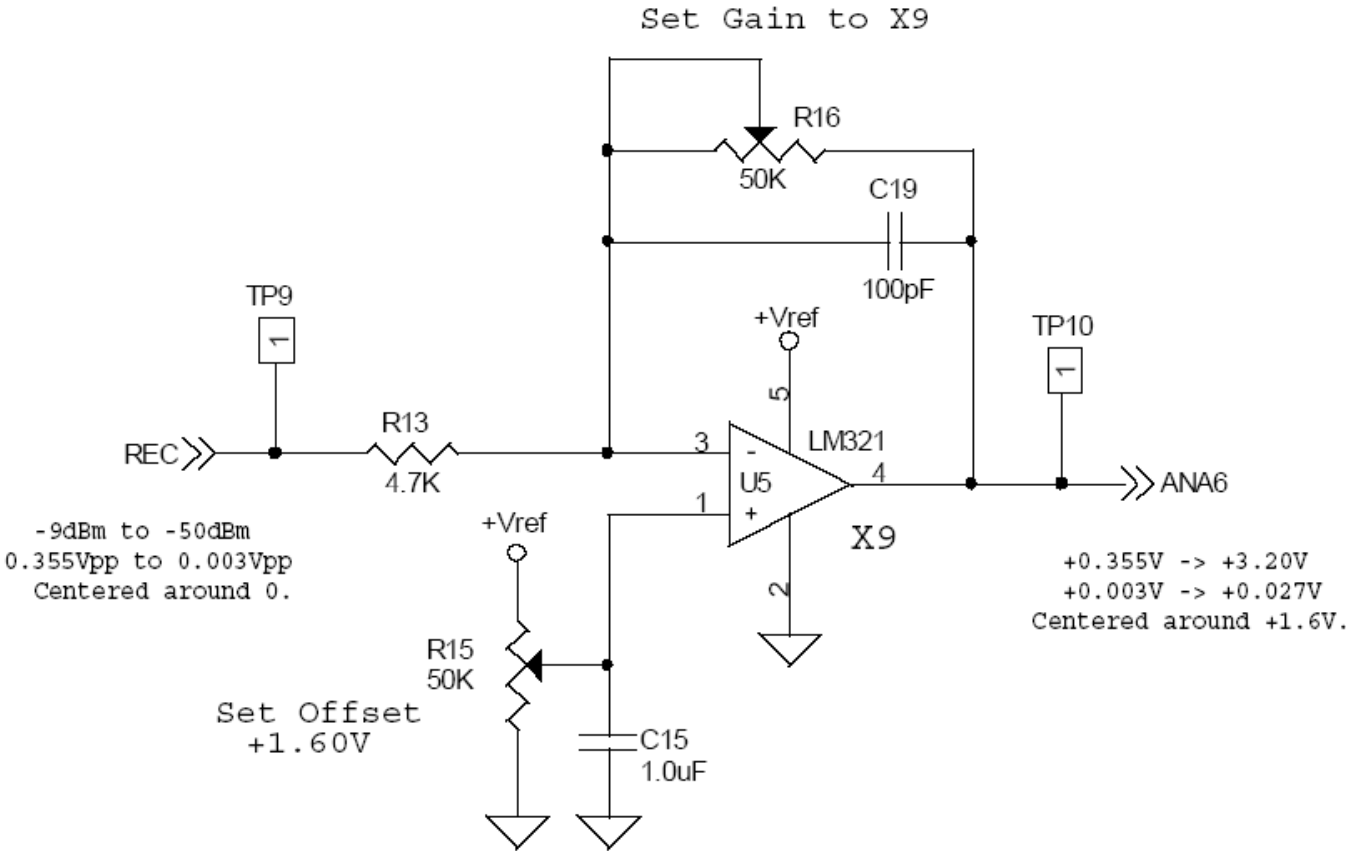 Set Gain to X9
R16
50K
C19
100pF
TP9
1
+Vref
TP10
1
5
R13
REC
4.7K
3
-
LM321
U5
4
ANA6
1
+
X9
2
-9dBm to -50dBm
0.355Vpp to 0.003Vpp
Centered around 0.
+Vref
+0.355V -> +3.20V
+0.003V -> +0.027V
Centered around +1.6V.
R15
50K
Set Offset
+1.60V
C15
1.0uF